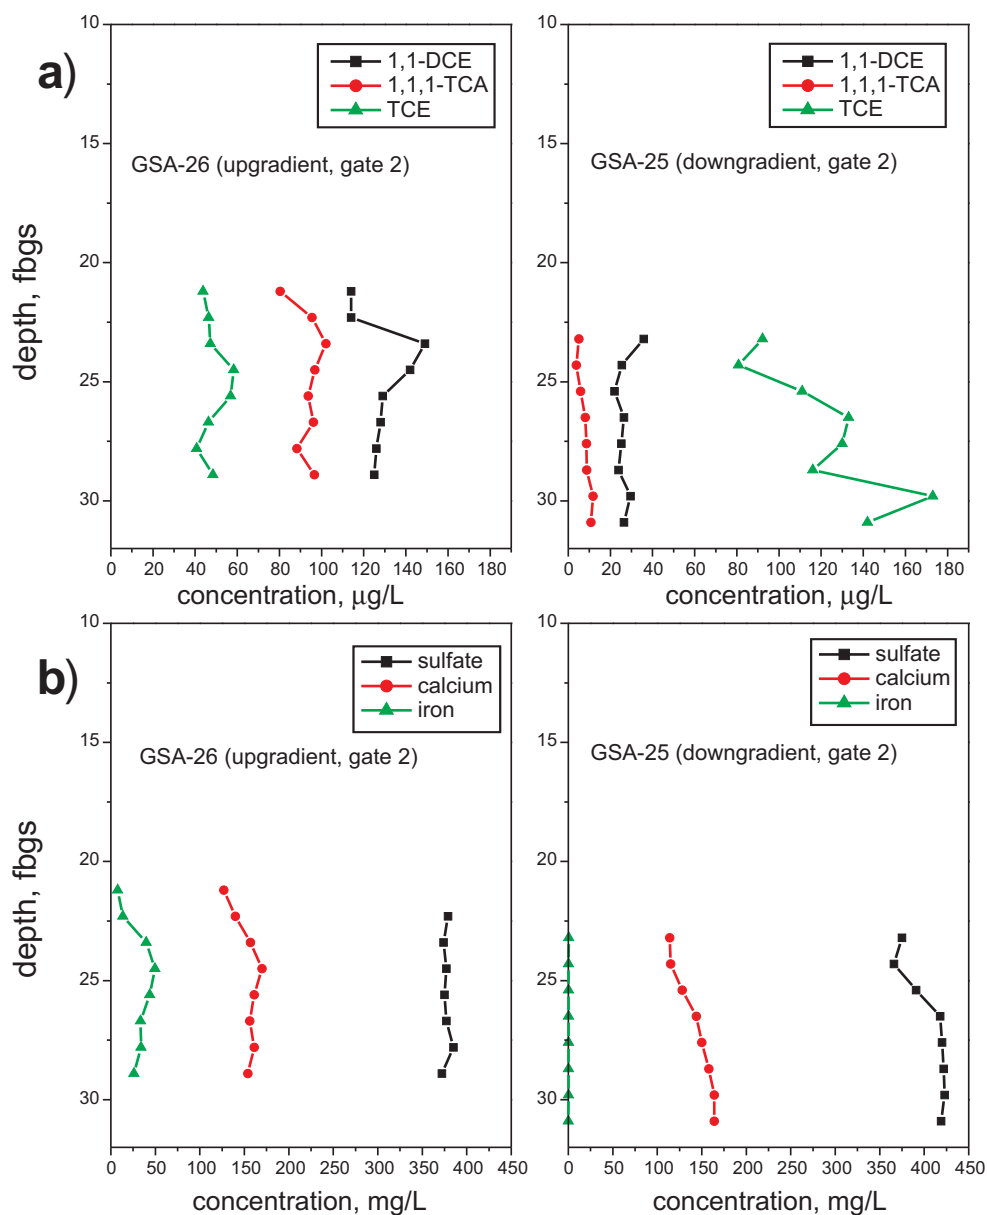 a)
10
15
20
25
30
depth, fbgs
1,1-DCE
1,1,1-TCA
TCE
GSA-26 (upgradient, gate 2)
0 20 40 60 80 100 120 140 160 180
concentration, μg/L
10
15
20
25
30
1,1-DCE
1,1,1-TCA
TCE
GSA-25 (downgradient, gate 2)
0 20 40 60 80 100 120 140 160 180
concentration, μg/L
b)
10
15
20
25
30
depth, fbgs
sulfate
calcium
iron
GSA-26 (upgradient, gate 2)
0 50 100 150 200 250 300 350 400 450
concentration, mg/L
10
15
20
25
30
sulfate
calcium
iron
GSA-25 (downgradient, gate 2)
0 50 100 150 200 250 300 350 400 450
concentration, mg/L